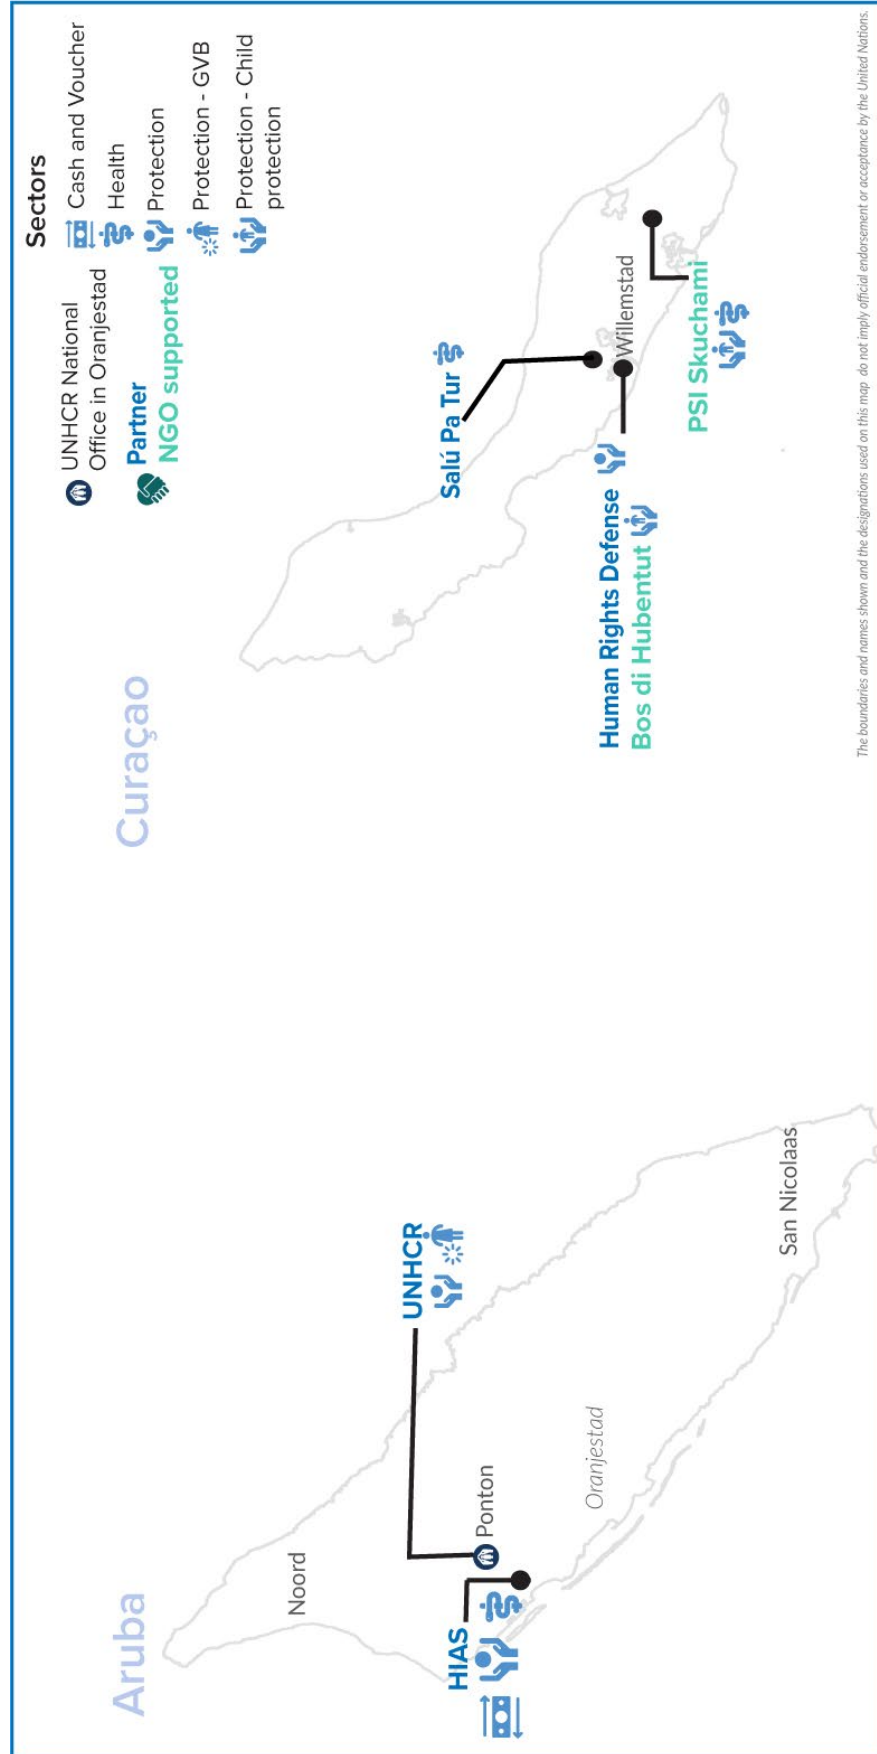 Aruba
Noord
HIAS
UNHCR
Ponton
Oranjestad
San Nicolaas
Curaçao
UNHCR National
Office in Oranjestad
Partner
NGO supported
Sectors
Cash and Voucher
Health
Protection
Protection - GVB
Protection - Child
protection
Salú Pa Tur
Willemstad
Human Rights Defense
Bos di Hubentut
PSI Skuchami
The boundaries and names shown and the designations used on this map do not imply official endorsement or acceptance by the United Nations.